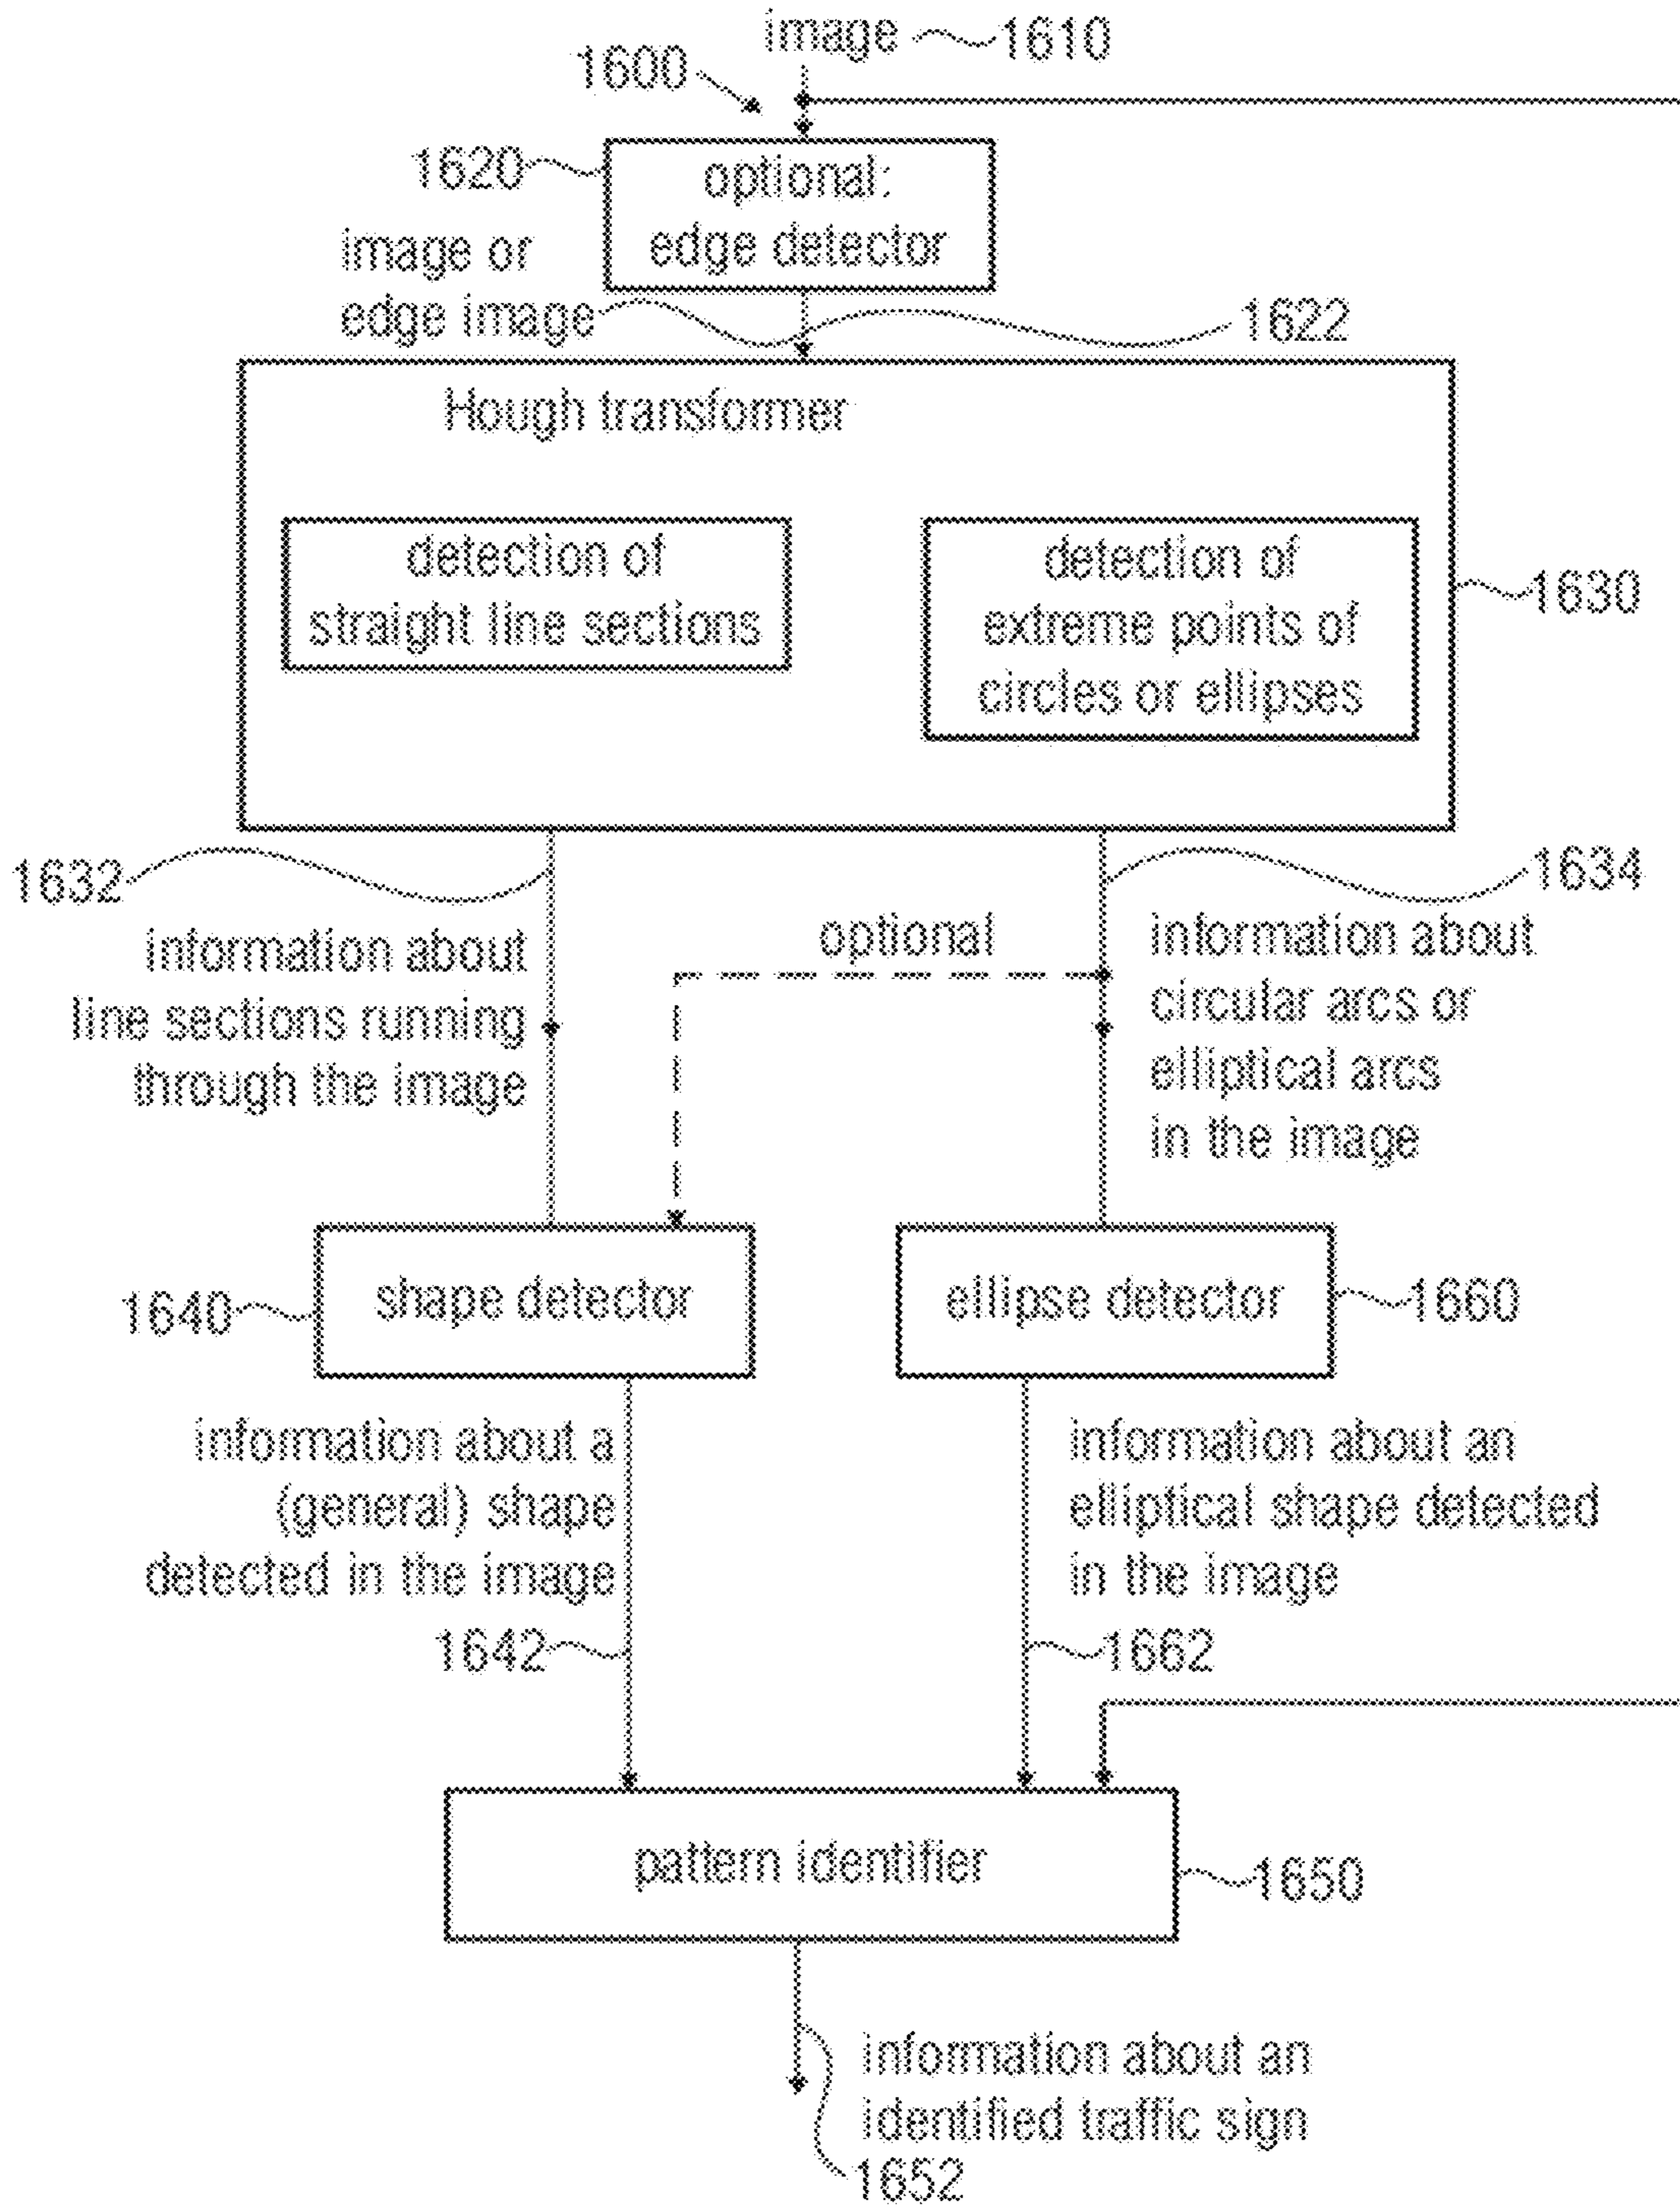 image 1610
1600
1620
optional:
edge detector
image or
edge image
1622
Hough transformer
detection of
straight line sections
detection of
extreme points of
circles or ellipses
1630
1632
1634
information about
line sections running
through the image
optional
information about
circular arcs or
elliptical arcs
in the image
1640
shape detector
ellipse detector
1660
information about a
(general) shape
detected in the image
1642
information about an
elliptical shape detected
in the image
1662
pattern identifier
1650
information about an
identified traffic sign
1652